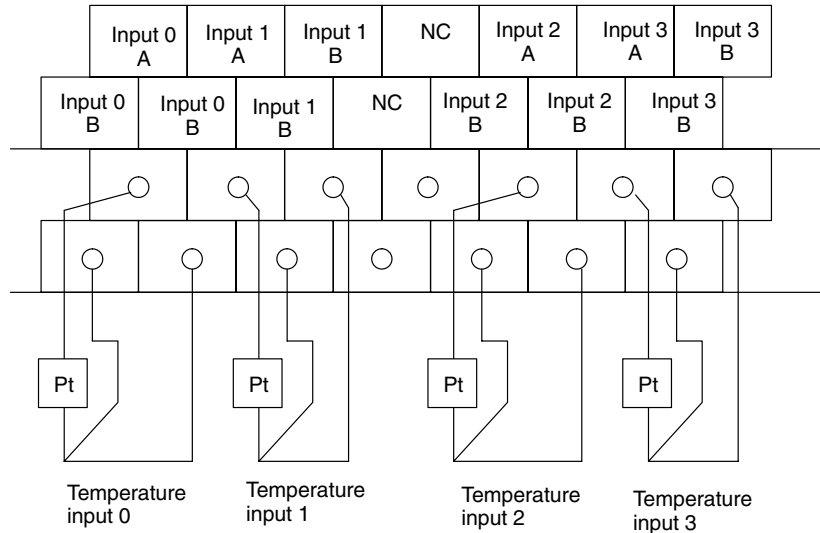 Input 0
A
Input 1
A
Input 1
B
NC
Input 2
A
Input 3
A
Input 3
B
Input 0
B
Input 0
B
Input 1
B
NC
Input 2
B
Input 2
B
Input 3
B
Pt
Pt
Pt
Pt
Temperature
input 0
Temperature
input 1
Temperature
input 2
Temperature
input 3